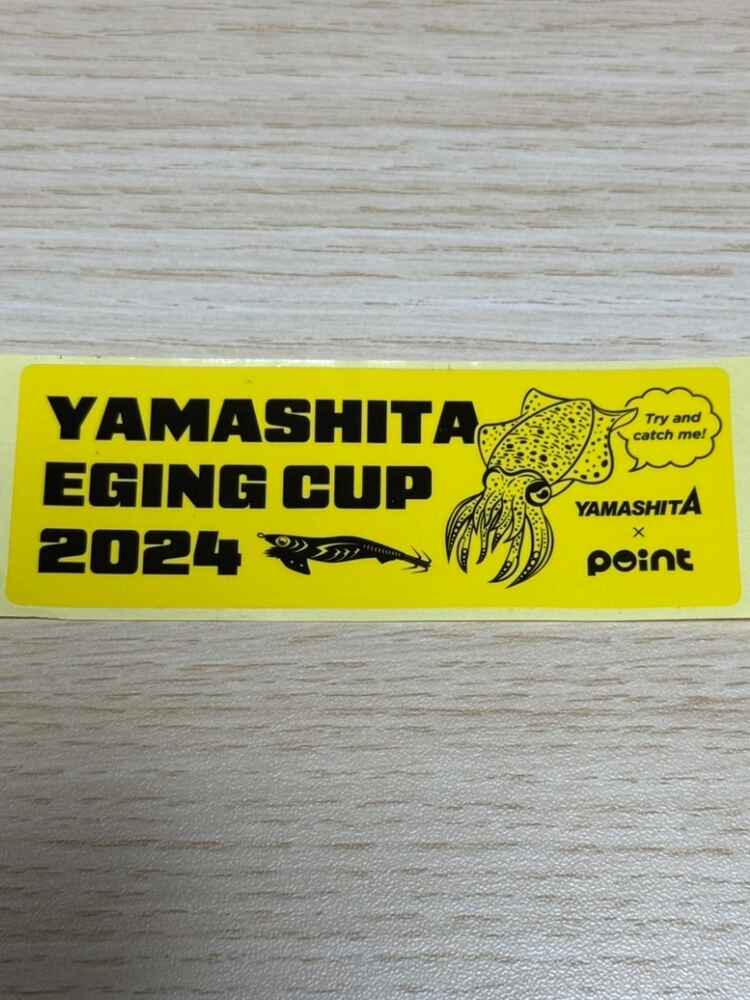 YAMASHITA
EGING CUP
2024
Try and
catch me!
YAMASHITA
×
point